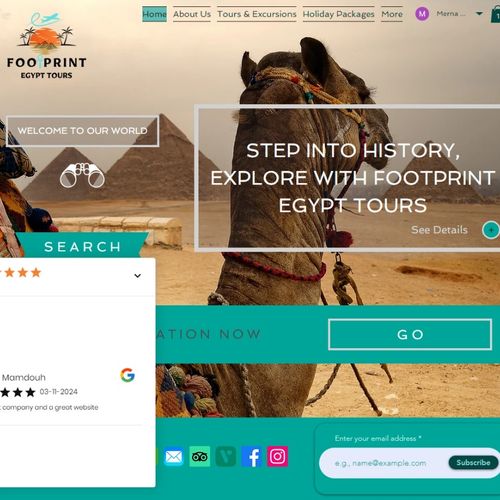 Home About Us Tours & Excursions Holiday Packages More
M Merna ...
FOOTPRINT
EGYPT TOURS
WELCOME TO OUR WORLD
STEP INTO HISTORY,
EXPLORE WITH FOOTPRINT
EGYPT TOURS
See Details
SEARCH
ATION NOW
GO
Mamdouh
03-11-2024
company and a great website
Enter your email address *
e.g., name@example.com
Subscribe